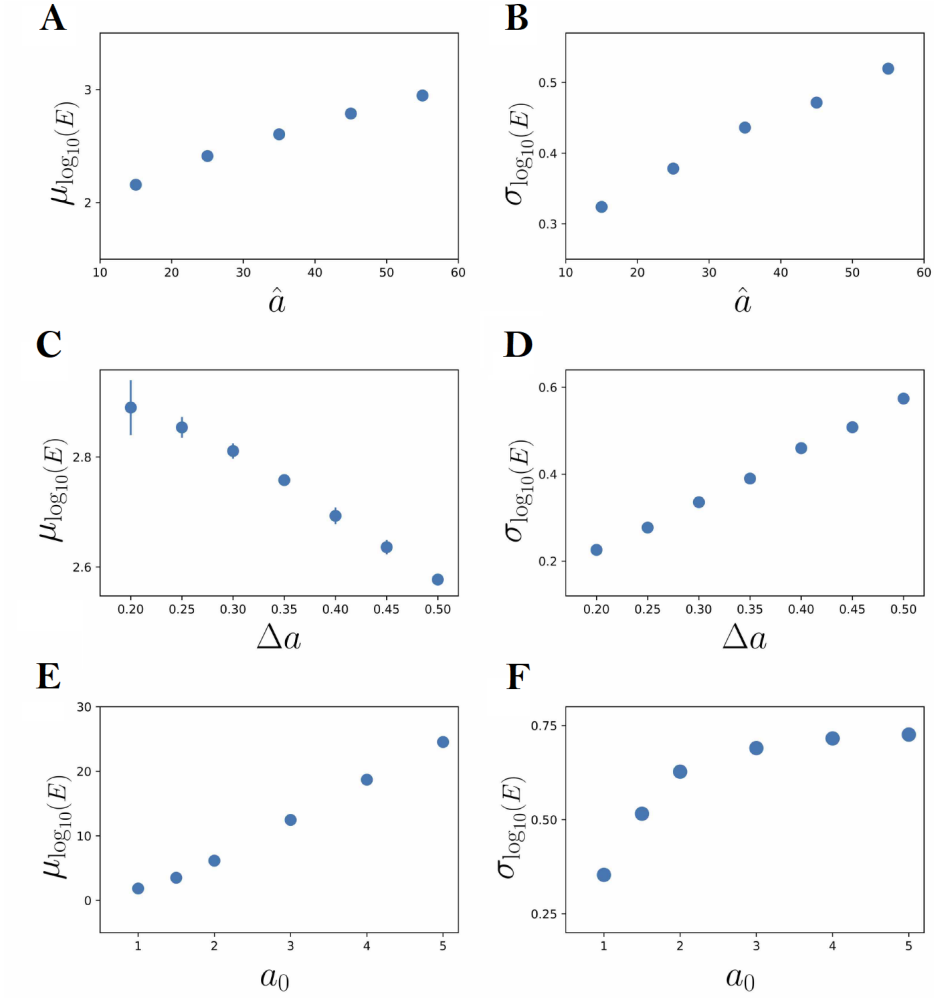 A
μlog10(E)
3
2
10 20 30 40 50 60
â
B
σlog10(E)
0.5
0.4
0.3
10 20 30 40 50 60
â
C
μlog10(E)
2.8
2.6
0.20 0.25 0.30 0.35 0.40 0.45 0.50
Δa
D
σlog10(E)
0.6
0.4
0.2
0.20 0.25 0.30 0.35 0.40 0.45 0.50
Δa
E
μlog10(E)
30
20
10
0
1 2 3 4 5
a0
F
σlog10(E)
0.75
0.50
0.25
1 2 3 4 5
a0